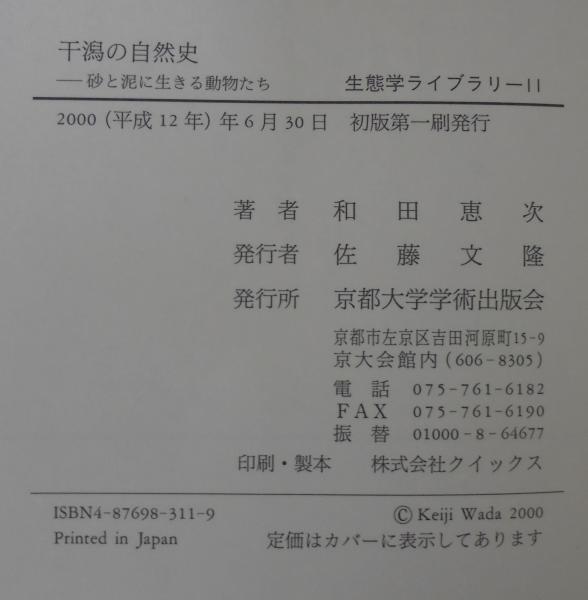 干潟の自然史
── 砂と泥に生きる動物たち 生態学ライブラリー11
2000（平成12年）年6月30日 初版第一刷発行
著者 和田恵次
発行者 佐藤文隆
発行所 京都大学学術出版会
京都市左京区吉田河原町15-9
京大会館内（606-8305）
電話 075-761-6182
FAX 075-761-6190
振替 01000-8-64677
印刷・製本 株式会社クイックス
ISBN4-87698-311-9 ©Keiji Wada 2000
Printed in Japan 定価はカバーに表示してあります